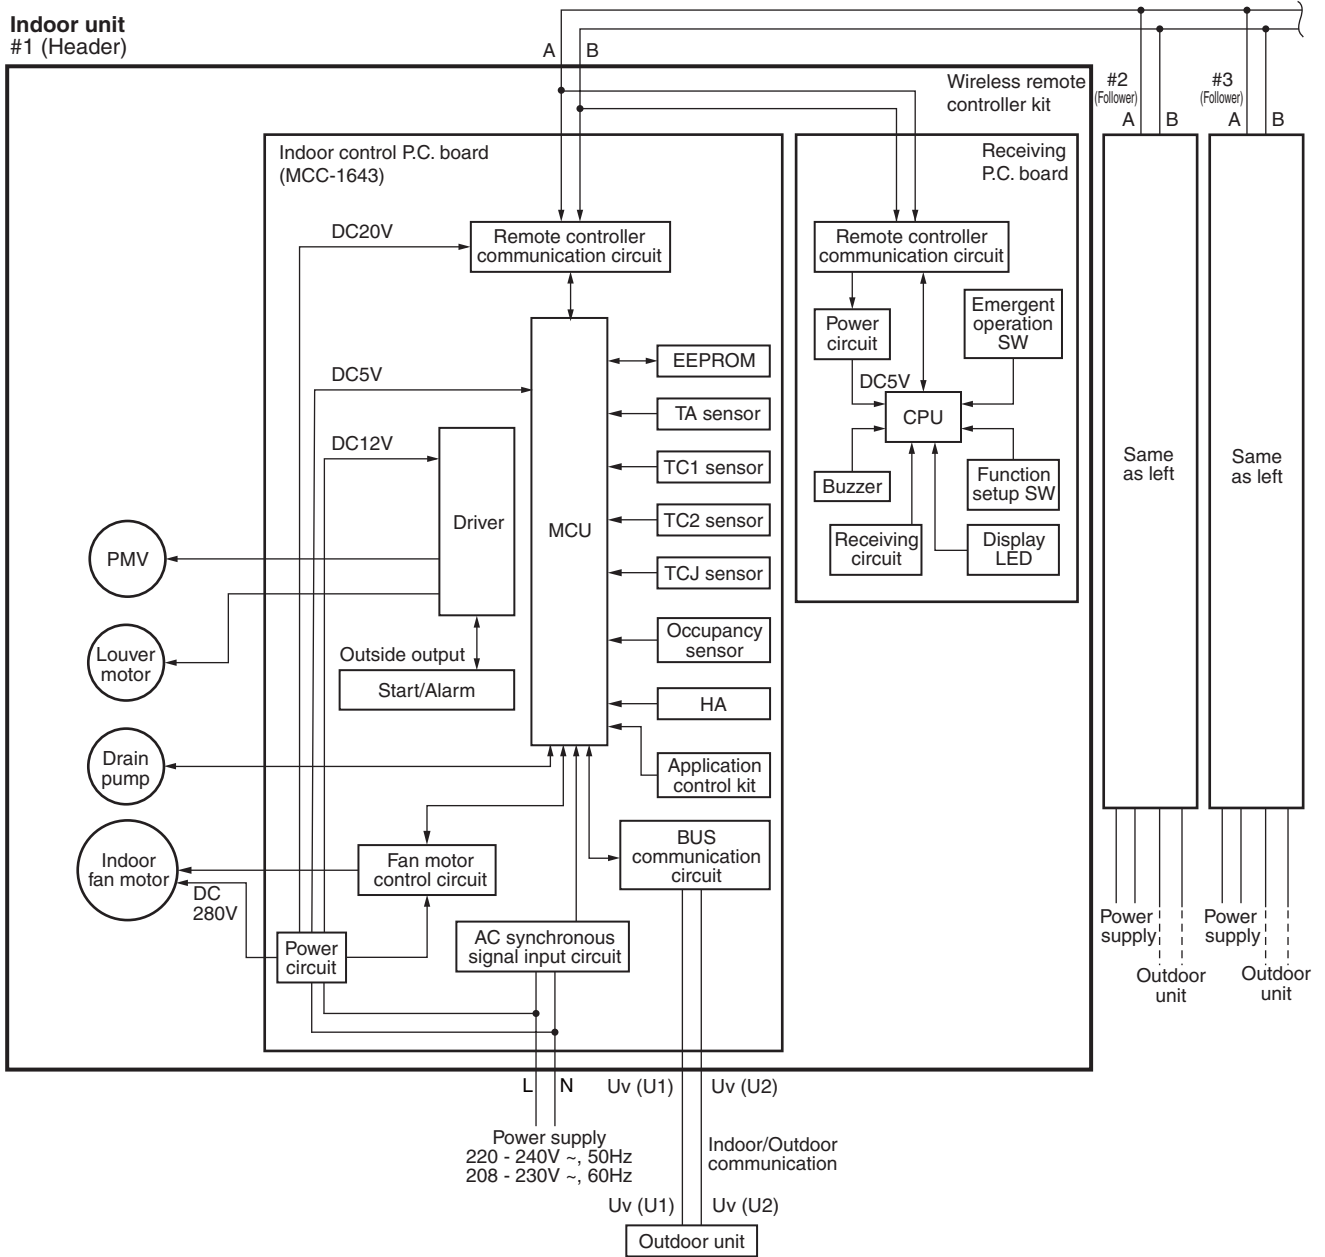 Indoor unit
#1 (Header)
A
B
Wireless remote
controller kit
#2
(Follower)
A
B
#3
(Follower)
A
B
Indoor control P.C. board
(MCC-1643)
Receiving
P.C. board
DC20V
Remote controller
communication circuit
Remote controller
communication circuit
Power
circuit
Emergent
operation
SW
DC5V
CPU
Buzzer
Function
setup SW
Receiving
circuit
Display
LED
DC5V
DC12V
Driver
MCU
EEPROM
TA sensor
TC1 sensor
TC2 sensor
TCJ sensor
Occupancy
sensor
HA
Application
control kit
Same
as left
Same
as left
PMV
Louver
motor
Drain
pump
Indoor
fan motor
Outside output
Start/Alarm
DC
280V
Fan motor
control circuit
BUS
communication
circuit
Power
circuit
AC synchronous
signal input circuit
Power
supply
Outdoor
unit
Power
supply
Outdoor
unit
L
N
Uv (U1)
Uv (U2)
Power supply
220 - 240V ~, 50Hz
208 - 230V ~, 60Hz
Indoor/Outdoor
communication
Uv (U1)
Uv (U2)
Outdoor unit